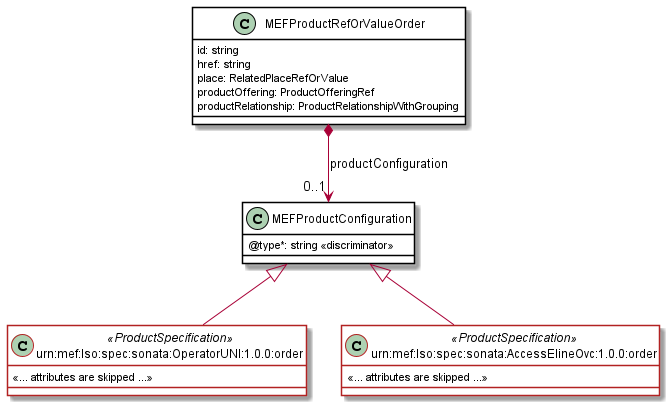 C MEFProductRefOrValueOrder
id: string
href: string
place: RelatedPlaceRefOrValue
productOffering: ProductOfferingRef
productRelationship: ProductRelationshipWithGrouping
productConfiguration
0..1
C MEFProductConfiguration
@type*: string «discriminator»
«ProductSpecification»
C urn:mef:lso:spec:sonata:OperatorUNI:1.0.0:order
«... attributes are skipped ...»
«ProductSpecification»
C urn:mef:lso:spec:sonata:AccessElineOvc:1.0.0:order
«... attributes are skipped ...»